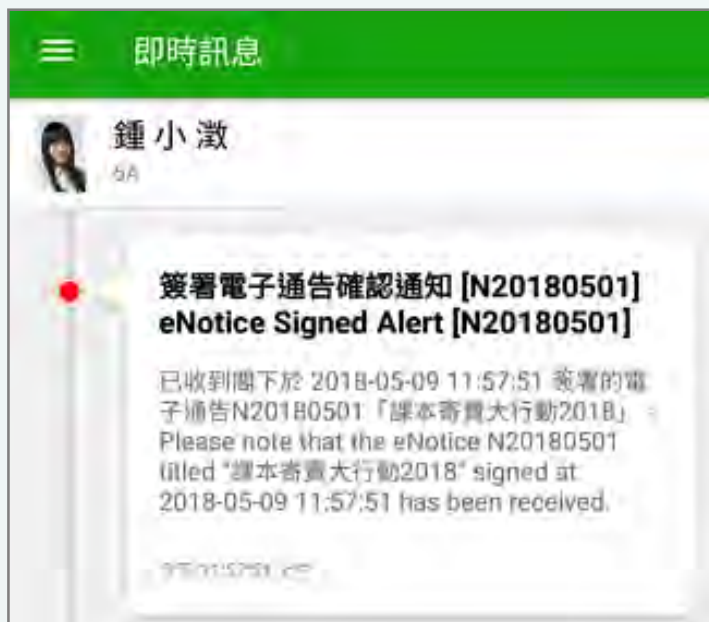 即時訊息
鍾小澂
6A
簽署電子通告確認通知 [N20180501]
eNotice Signed Alert [N20180501]
已收到閣下於 2018-05-09 11:57:51 簽署的電
子通告N20180501「課本寄賣大行動2018」。
Please note that the eNotice N20180501
titled "課本寄賣大行動2018" signed at
2018-05-09 11:57:51 has been received.